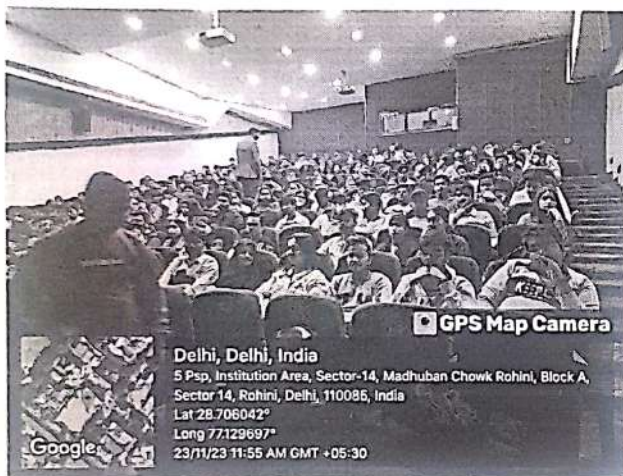 GPS Map Camera
Delhi, Delhi, India
5 Psp, Institution Area, Sector-14, Madhuban Chowk Rohini, Block A,
Sector 14, Rohini, Delhi, 110085, India
Lat 28.706042°
Long 77.129697°
23/11/23 11:55 AM GMT +05:30
Google